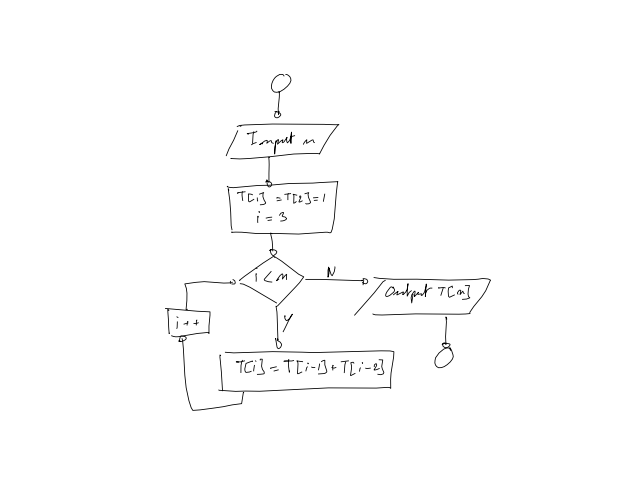 Input n
T[1] = T[2] = 1
i = 3
i < n
N
Output T[n]
Y
i++
T[i] = T[i-1] + T[i-2]